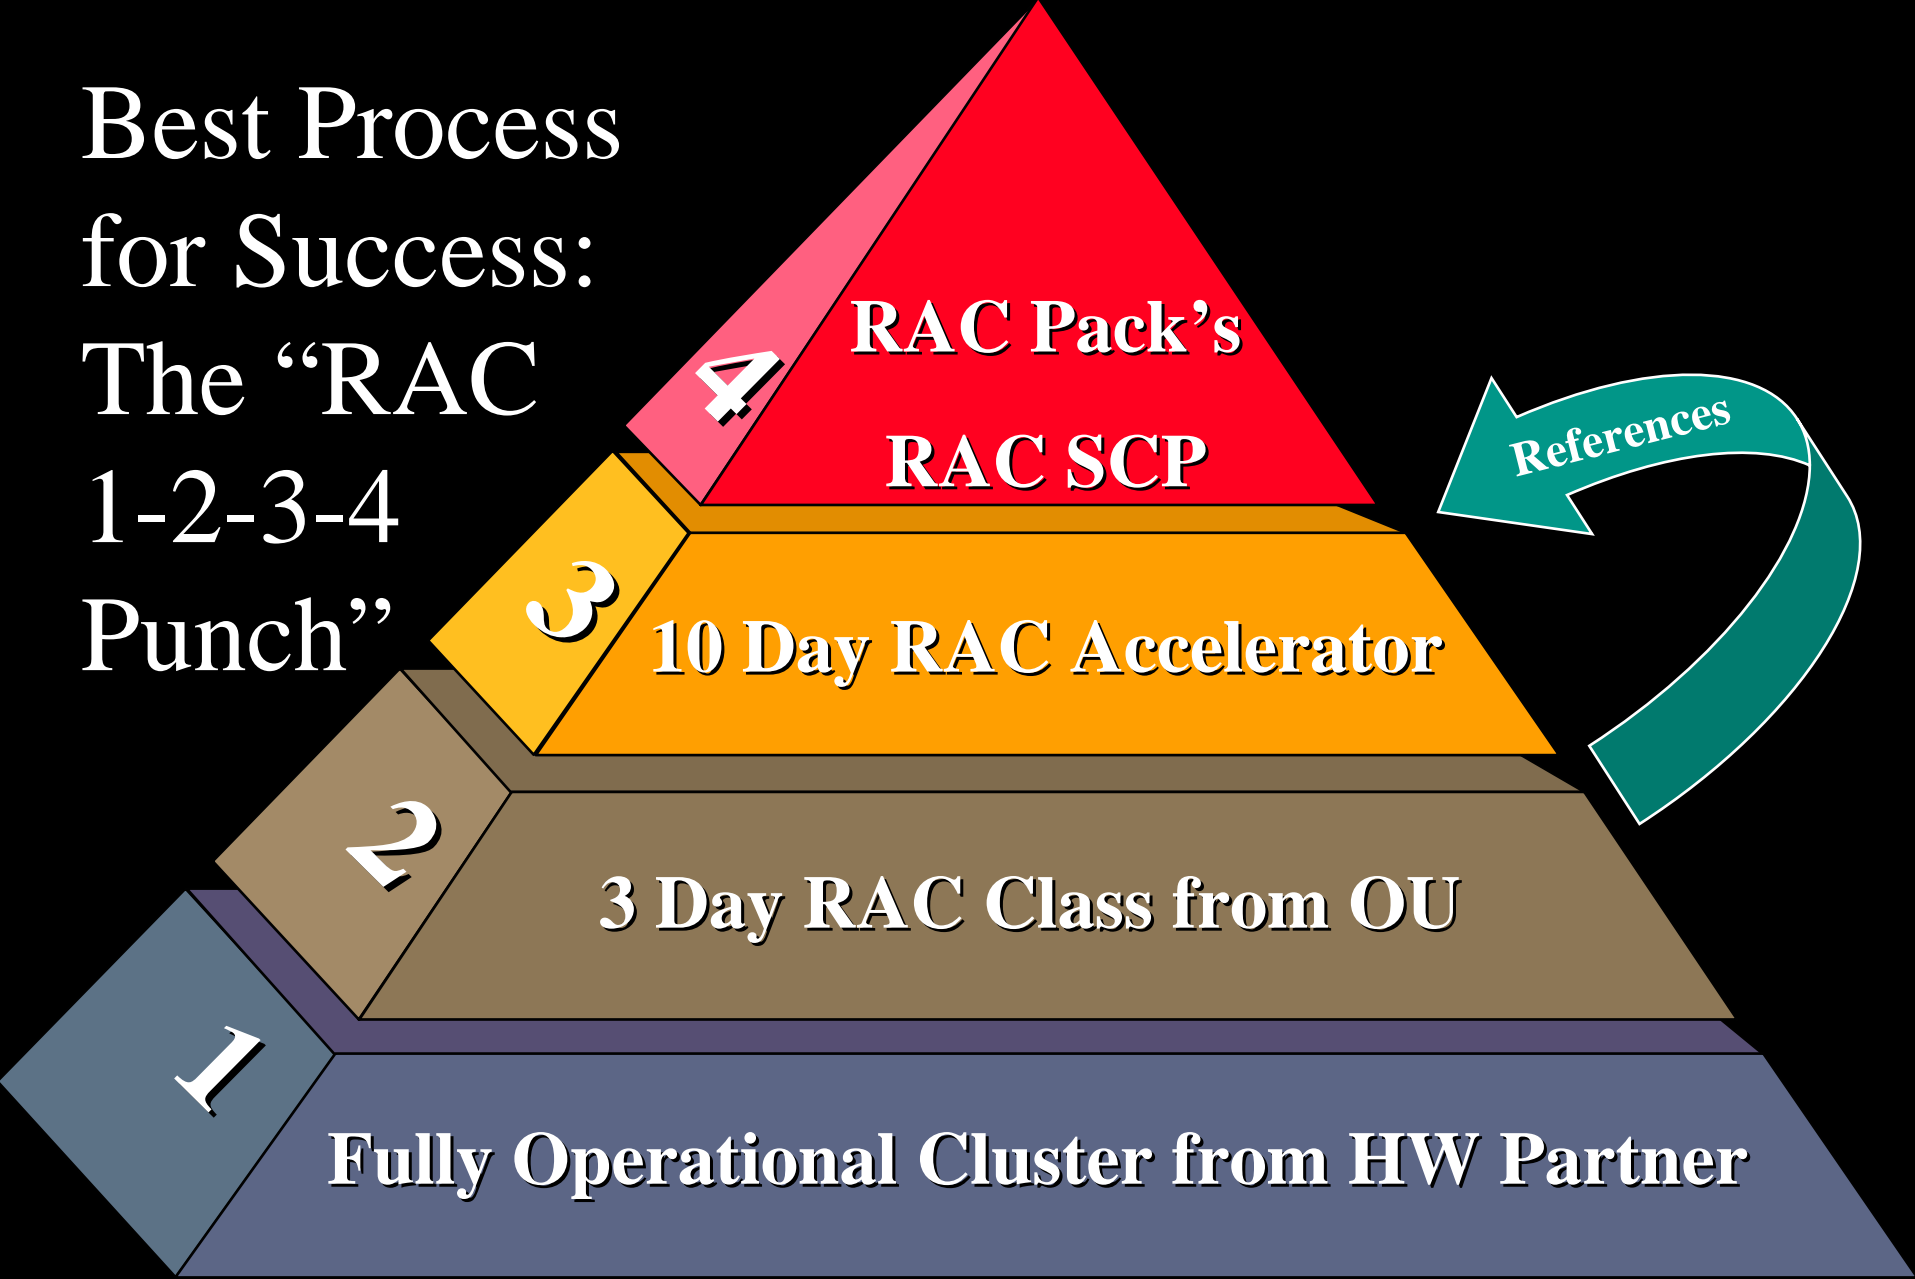 Best Process
for Success:
The “RAC
1-2-3-4
Punch”
4
RAC Pack’s
RAC SCP
References
3
10 Day RAC Accelerator
2
3 Day RAC Class from OU
1
Fully Operational Cluster from HW Partner